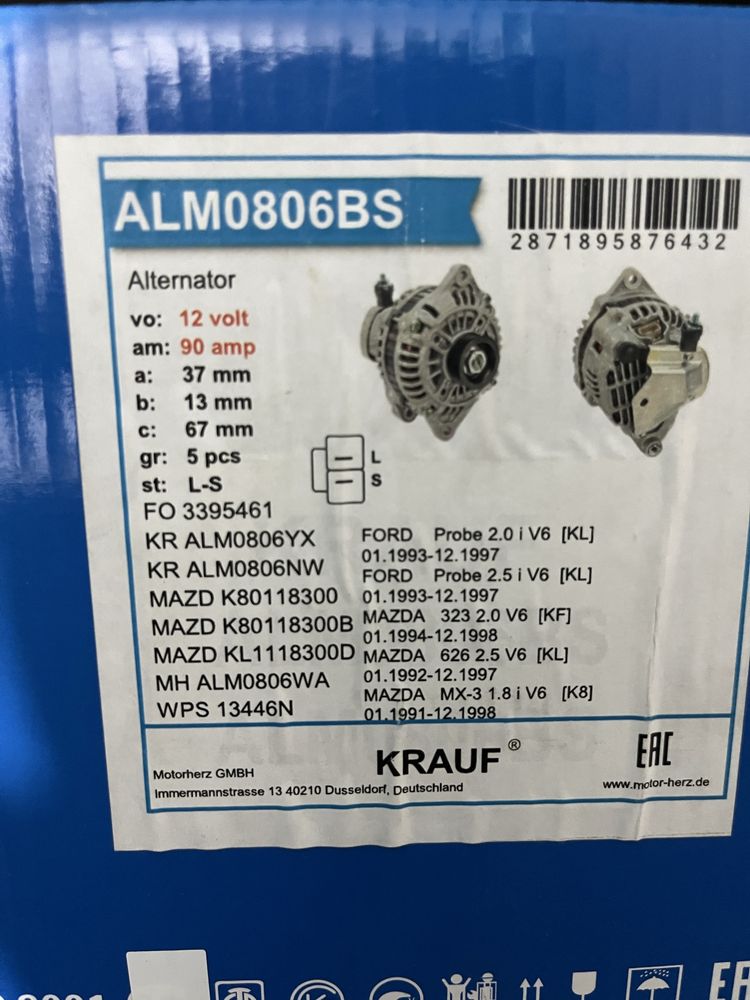 ALM0806BS
2871895876432
Alternator
vo: 12 volt
am: 90 amp
a: 37 mm
b: 13 mm
c: 67 mm
gr: 5 pcs
st: L-S
L
S
FO 3395461
KR ALM0806YX
KR ALM0806NW
MAZD K80118300
MAZD K80118300B
MAZD KL1118300D
MH ALM0806WA
WPS 13446N
FORD Probe 2.0 i V6 [KL]
01.1993-12.1997
FORD Probe 2.5 i V6 [KL]
01.1993-12.1997
MAZDA 323 2.0 V6 [KF]
01.1994-12.1998
MAZDA 626 2.5 V6 [KL]
01.1992-12.1997
MAZDA MX-3 1.8 i V6 [K8]
01.1991-12.1998
Motorherz GMBH
Immermannstrasse 13 40210 Dusseldorf, Deutschland
KRAUF ®
EAC
www.motor-herz.de